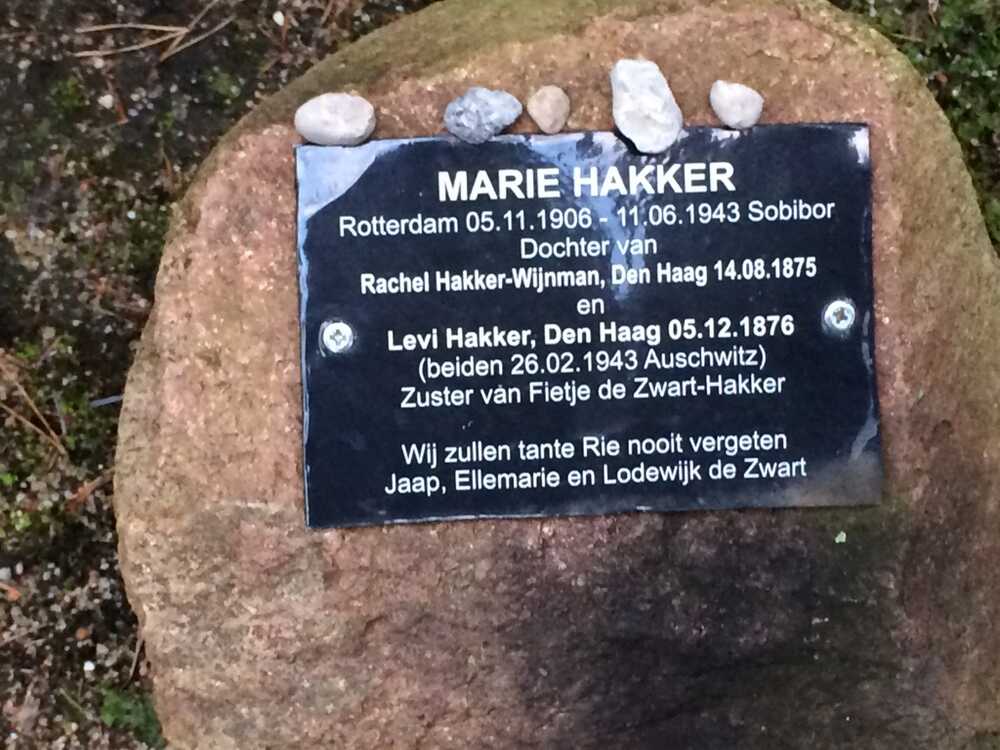 MARIE HAKKER
Rotterdam 05.11.1906 - 11.06.1943 Sobibor
Dochter van
Rachel Hakker-Wijnman, Den Haag 14.08.1875
en
Levi Hakker, Den Haag 05.12.1876
(beiden 26.02.1943 Auschwitz)
Zuster van Fietje de Zwart-Hakker
Wij zullen tante Rie nooit vergeten
Jaap, Ellemarie en Lodewijk de Zwart